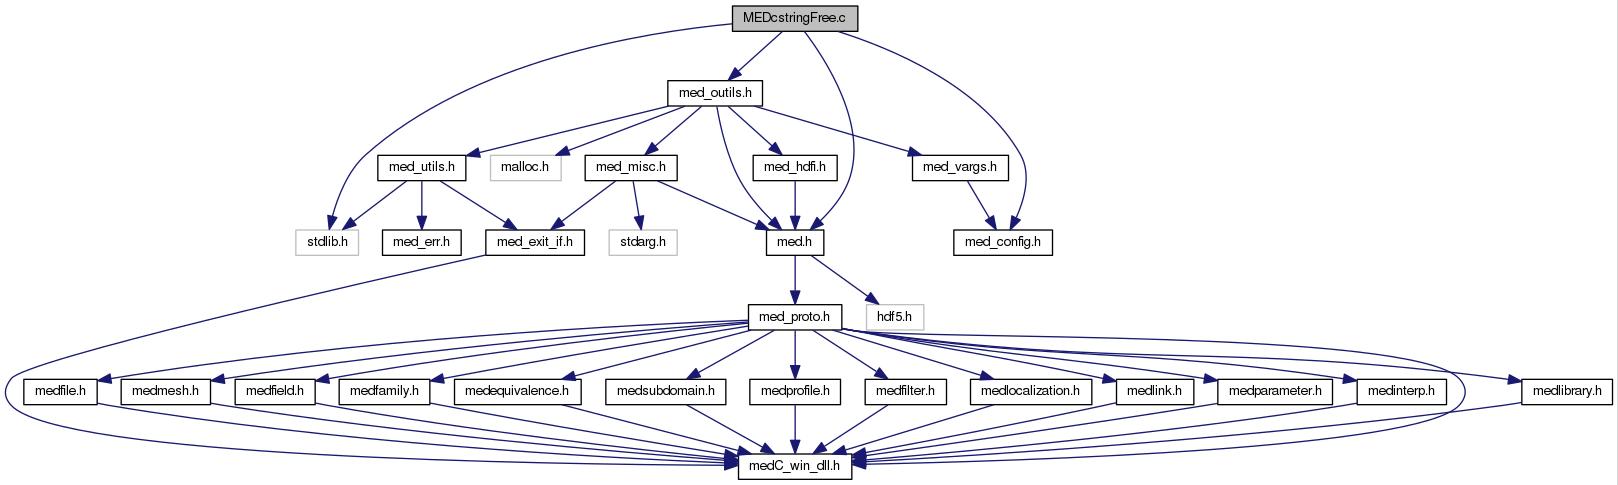 MEDcstringFree.c
med_outils.h
med_utils.h
malloc.h
med_misc.h
med_hdfi.h
med_vargs.h
stdlib.h
med_err.h
med_exit_if.h
stdarg.h
med.h
med_config.h
med_proto.h
hdf5.h
medfile.h
medmesh.h
medfield.h
medfamily.h
medequivalence.h
medsubdomain.h
medprofile.h
medfilter.h
medlocalization.h
medlink.h
medparameter.h
medinterp.h
medlibrary.h
medC_win_dll.h